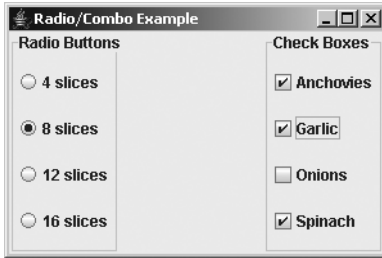 Radio/Combo Example
Radio Buttons
4 slices
8 slices
12 slices
16 slices
Check Boxes
Anchovies
Garlic
Onions
Spinach